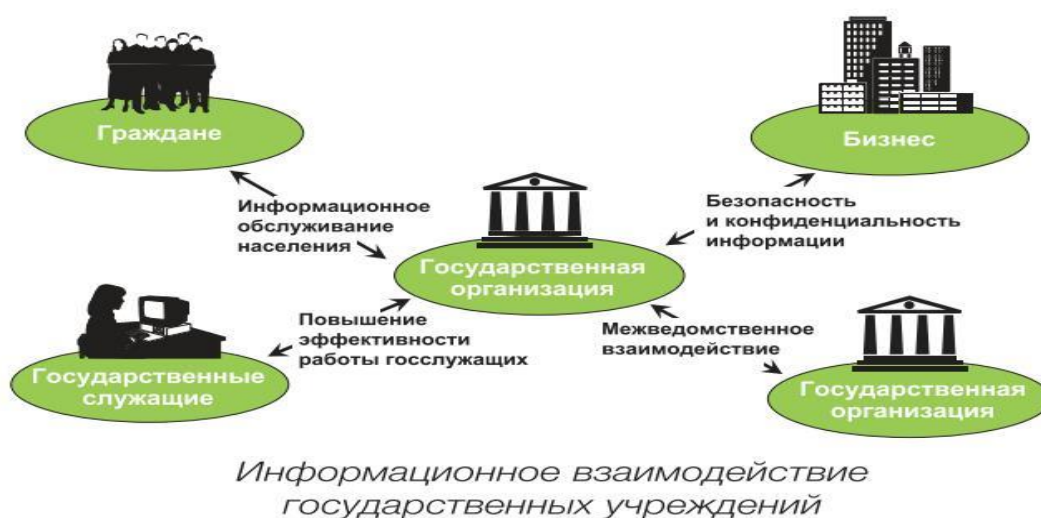 Граждане
Бизнес
Информационное
обслуживание
населения
Безопасность
и конфиденциальность
информации
Государственная
организация
Повышение
эффективности
работы госслужащих
Межведомственное
взаимодействие
Государственные
служащие
Государственная
организация
Информационное взаимодействие
государственных учреждений